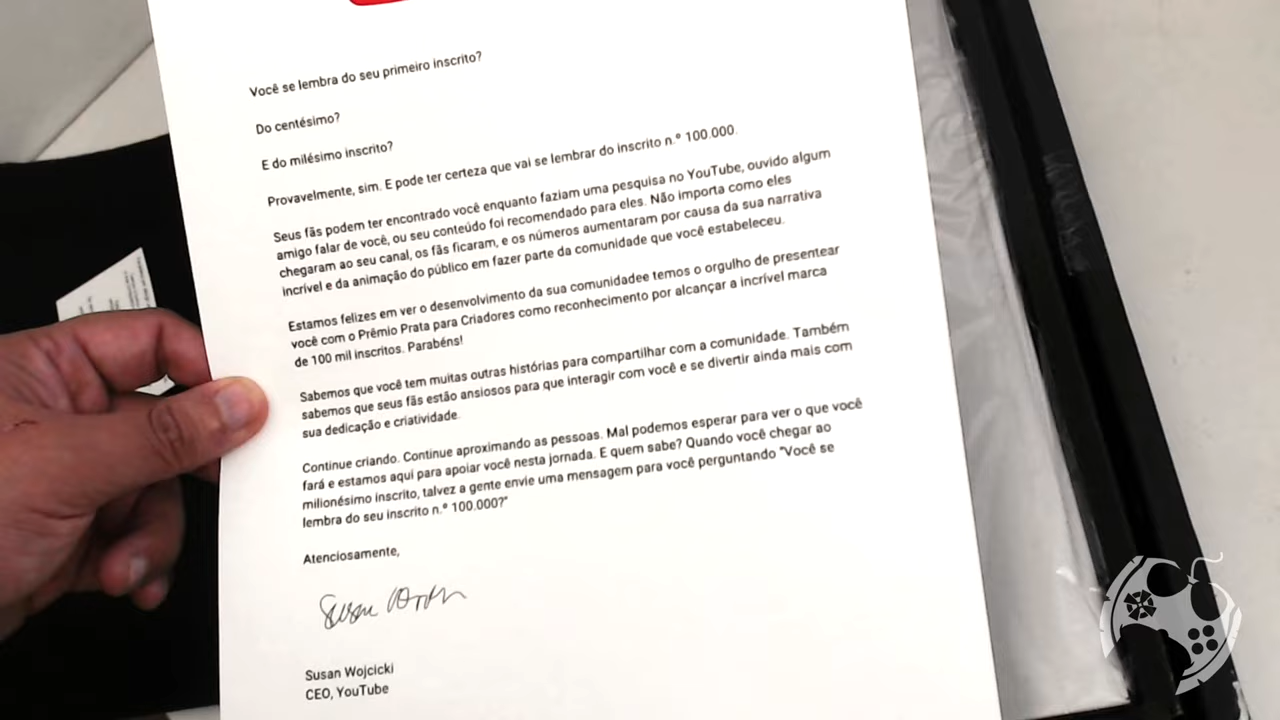 Você se lembra do seu primeiro inscrito?
Do centésimo?
E do milésimo inscrito?
Provavelmente, sim. E pode ter certeza que vai se lembrar do inscrito n.º 100.000.
Seus fãs podem ter encontrado você enquanto faziam uma pesquisa no YouTube, ouvido algum
amigo falar de você, ou seu conteúdo foi recomendado para eles. Não importa como eles
chegaram ao seu canal, os fãs ficaram, e os números aumentaram por causa da sua narrativa
incrível e da animação do público em fazer parte da comunidade que você estabeleceu.
Estamos felizes em ver o desenvolvimento da sua comunidadee temos o orgulho de presentear
você com o Prêmio Prata para Criadores como reconhecimento por alcançar a incrível marca
de 100 mil inscritos. Parabéns!
Sabemos que você tem muitas outras histórias para compartilhar com a comunidade. Também
sabemos que seus fãs estão ansiosos para que interagir com você e se divertir ainda mais com
sua dedicação e criatividade.
Continue criando. Continue aproximando as pessoas. Mal podemos esperar para ver o que você
fará e estamos aqui para apoiar você nesta jornada. E quem sabe? Quando você chegar ao
milionésimo inscrito, talvez a gente envie uma mensagem para você perguntando "Você se
lembra do seu inscrito n.º 100.000?"
Atenciosamente,
Susan Wojcicki
CEO, YouTube